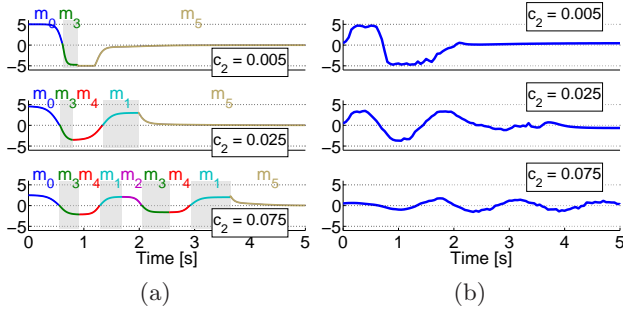 m₀ m₃ m₅
5
0
−5
c₂ = 0.005
m₀ m₃ m₄ m₁ m₅
5
0
−5
c₂ = 0.025
m₀ m₃ m₄ m₁ m₂ m₃ m₄ m₁ m₅
5
0
−5
c₂ = 0.075
0 1 2 3 4 5
Time [s]
(a)
5
0
−5
c₂ = 0.005
5
0
−5
c₂ = 0.025
5
0
−5
c₂ = 0.075
0 1 2 3 4 5
Time [s]
(b)